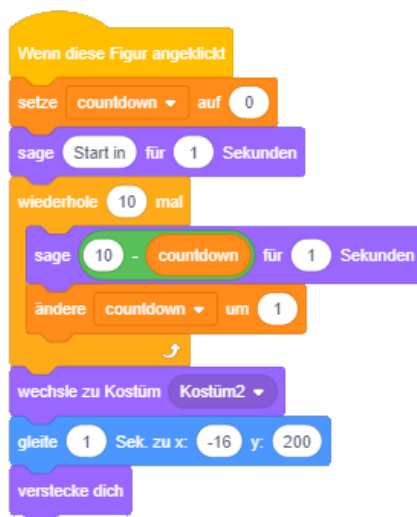 Wenn diese Figur angeklickt
setze countdown auf 0
sage Start in für 1 Sekunden
wiederhole 10 mal
sage 10 - countdown für 1 Sekunden
ändere countdown um 1
wechsle zu Kostüm Kostüm2
gleite 1 Sek. zu x: -16 y: 200
verstecke dich